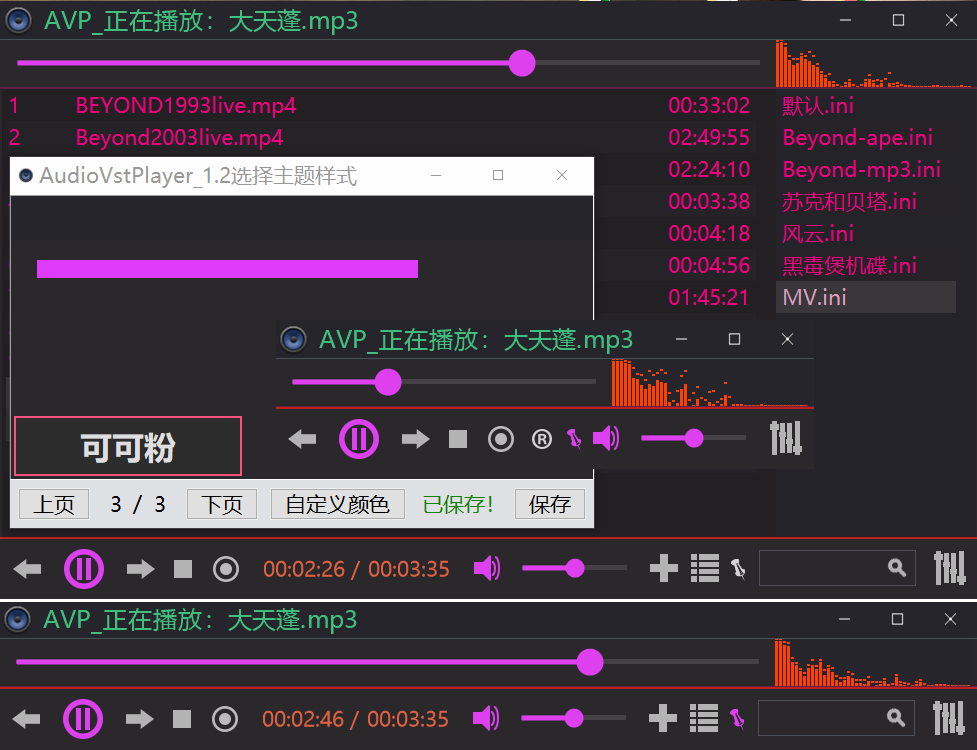 AVP_正在播放：大天蓬.mp3
1 BEYOND1993live.mp4 00:33:02 默认.ini
2 Beyond2003live.mp4 02:49:55 Beyond-ape.ini
02:24:10 Beyond-mp3.ini
00:03:38 苏克和贝塔.ini
00:04:18 风云.ini
00:04:56 黑毒煲机碟.ini
01:45:21 MV.ini
AudioVstPlayer_1.2选择主题样式
AVP_正在播放：大天蓬.mp3
R
可可粉
上页 3 / 3 下页 自定义颜色 已保存! 保存
00:02:26 / 00:03:35
AVP_正在播放：大天蓬.mp3
00:02:46 / 00:03:35